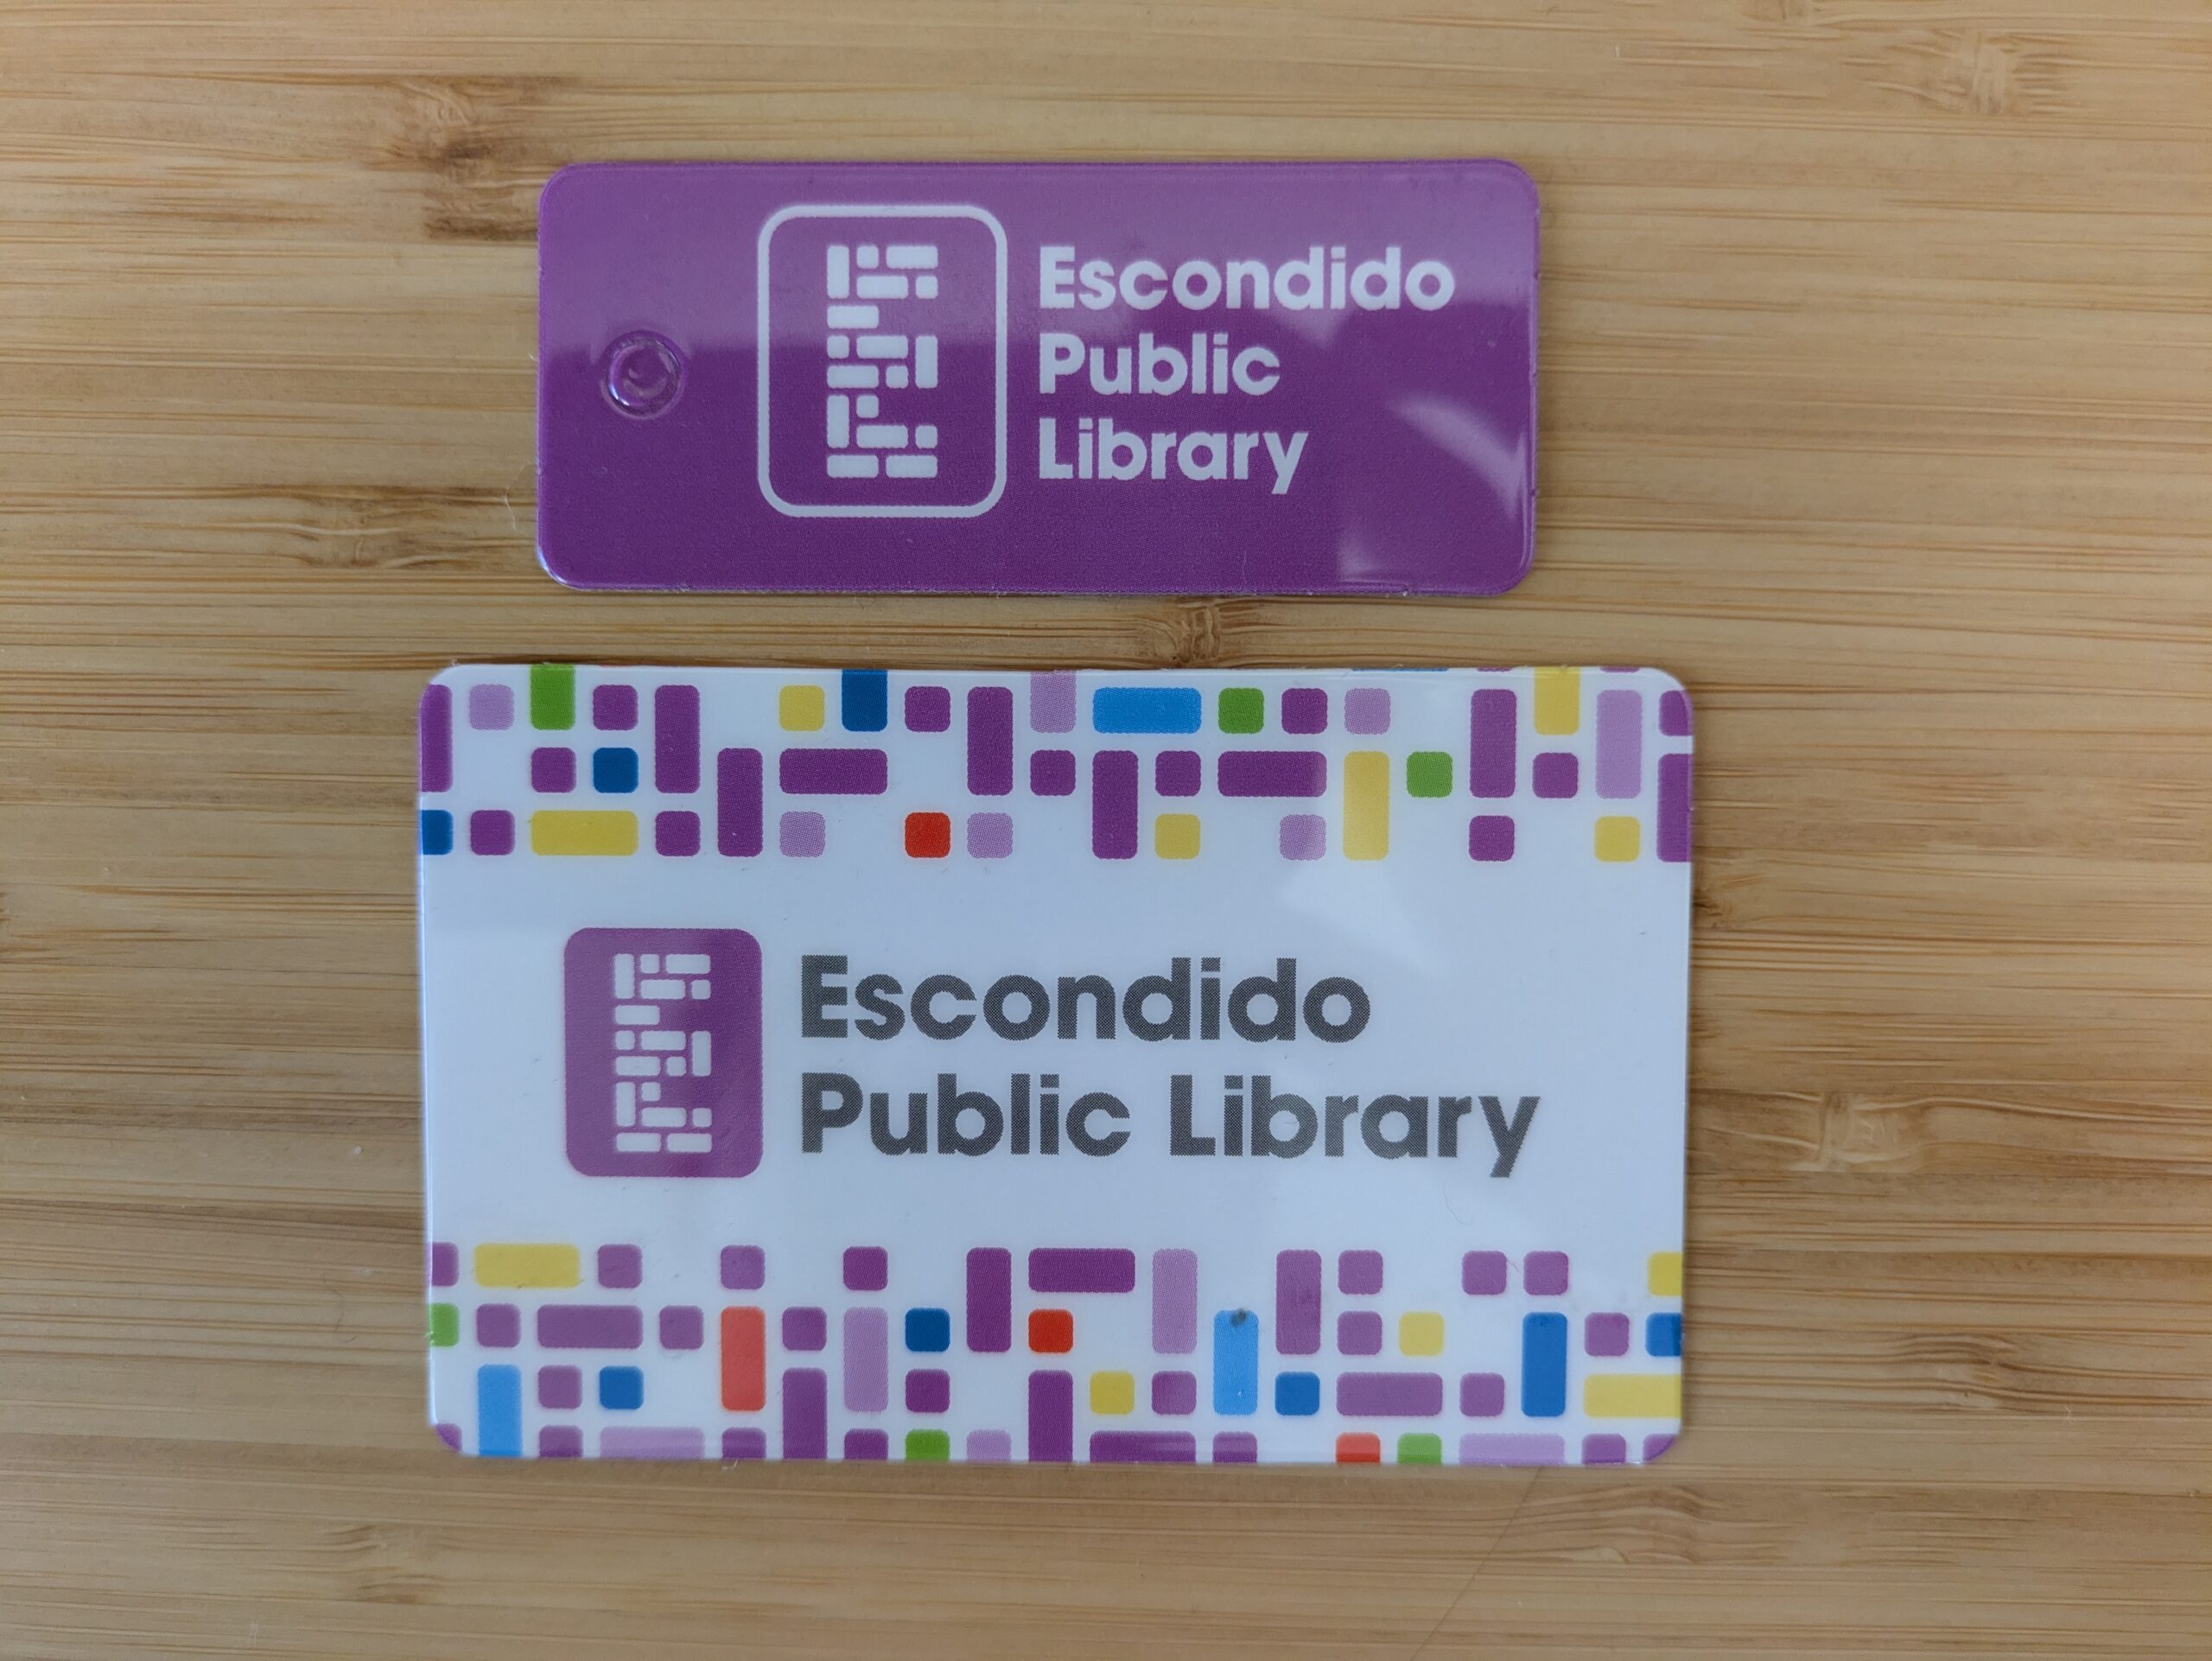 Escondido
Public
Library
Escondido
Public Library